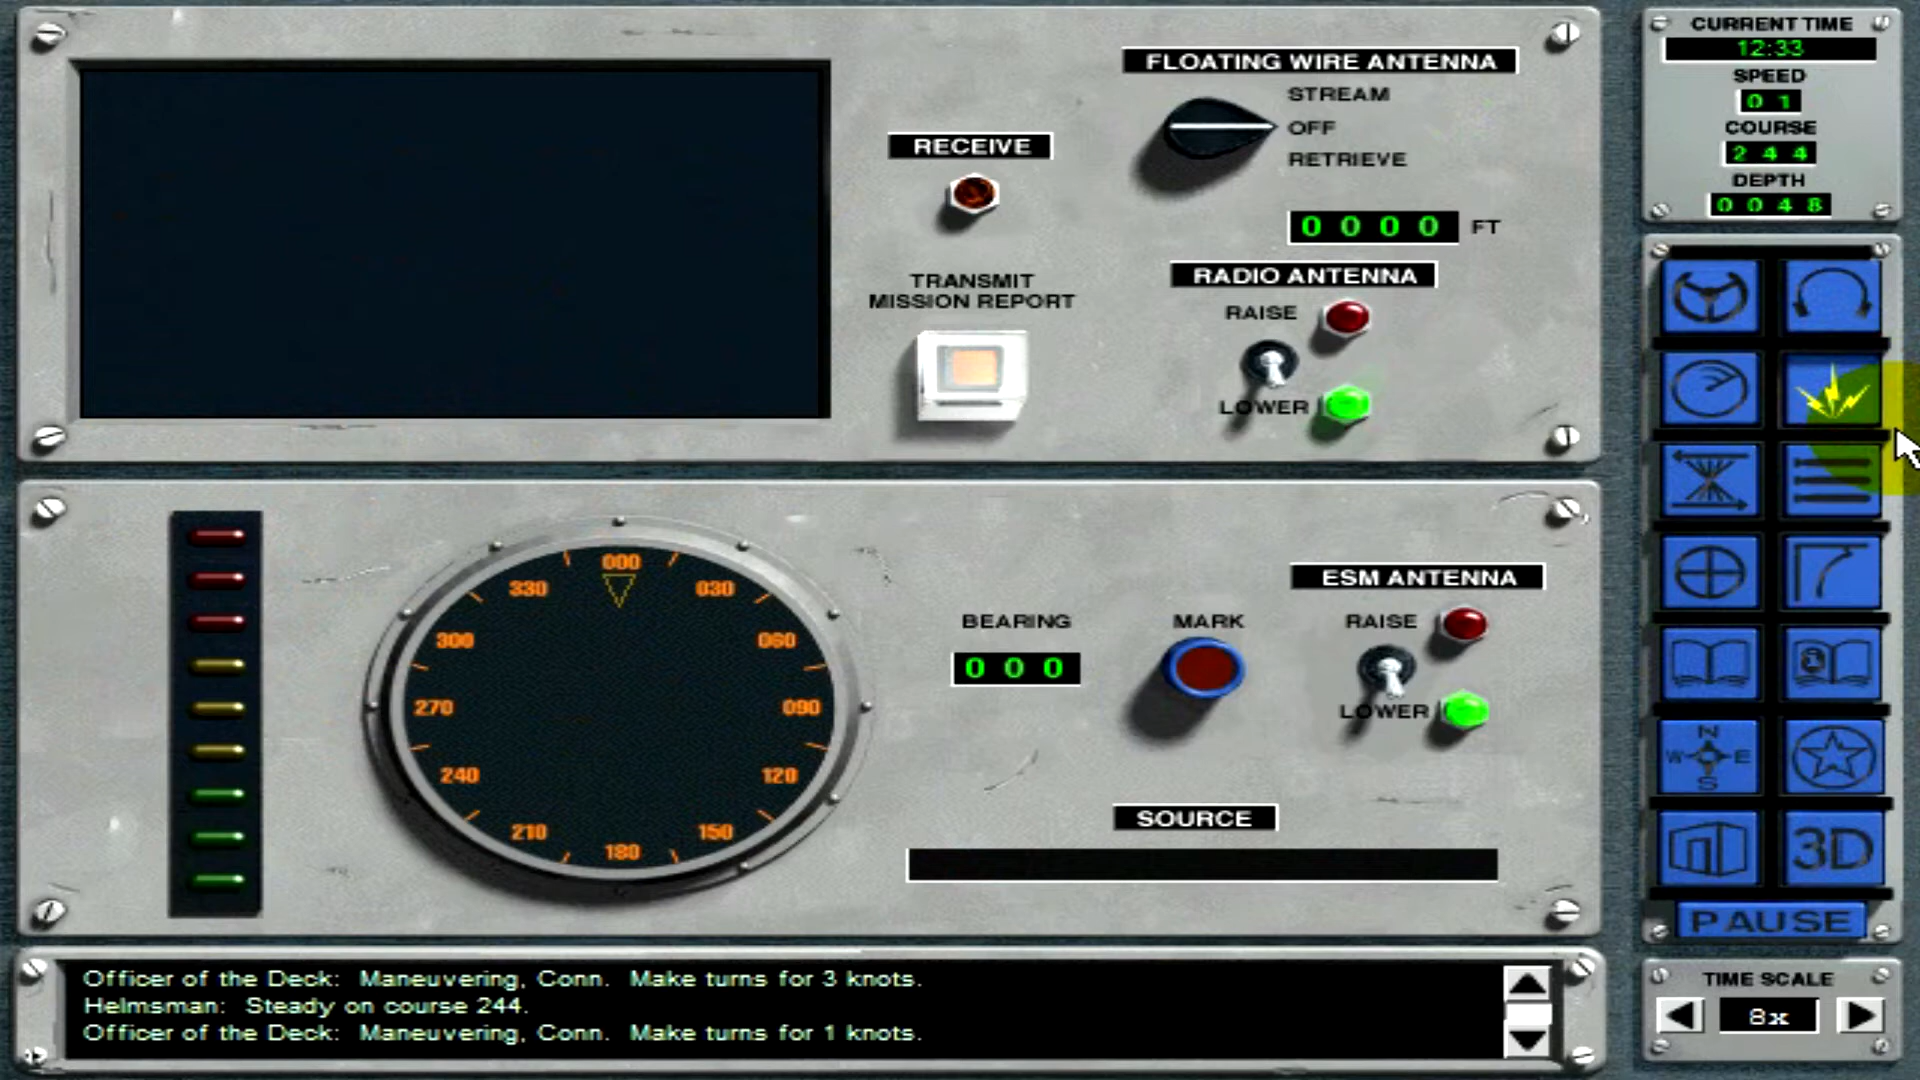 FLOATING WIRE ANTENNA
STREAM
OFF
RETRIEVE
RECEIVE
0000 FT
TRANSMIT
MISSION REPORT
RADIO ANTENNA
RAISE
LOWER
CURRENT TIME
12:33
SPEED
01
COURSE
244
DEPTH
0048
000
030
060
090
120
150
180
210
240
270
300
330
BEARING
000
MARK
ESM ANTENNA
RAISE
LOWER
SOURCE
N
W E
S
3D
PAUSE
Officer of the Deck: Maneuvering, Conn. Make turns for 3 knots.
Helmsman: Steady on course 244.
Officer of the Deck: Maneuvering, Conn. Make turns for 1 knots.
TIME SCALE
8x